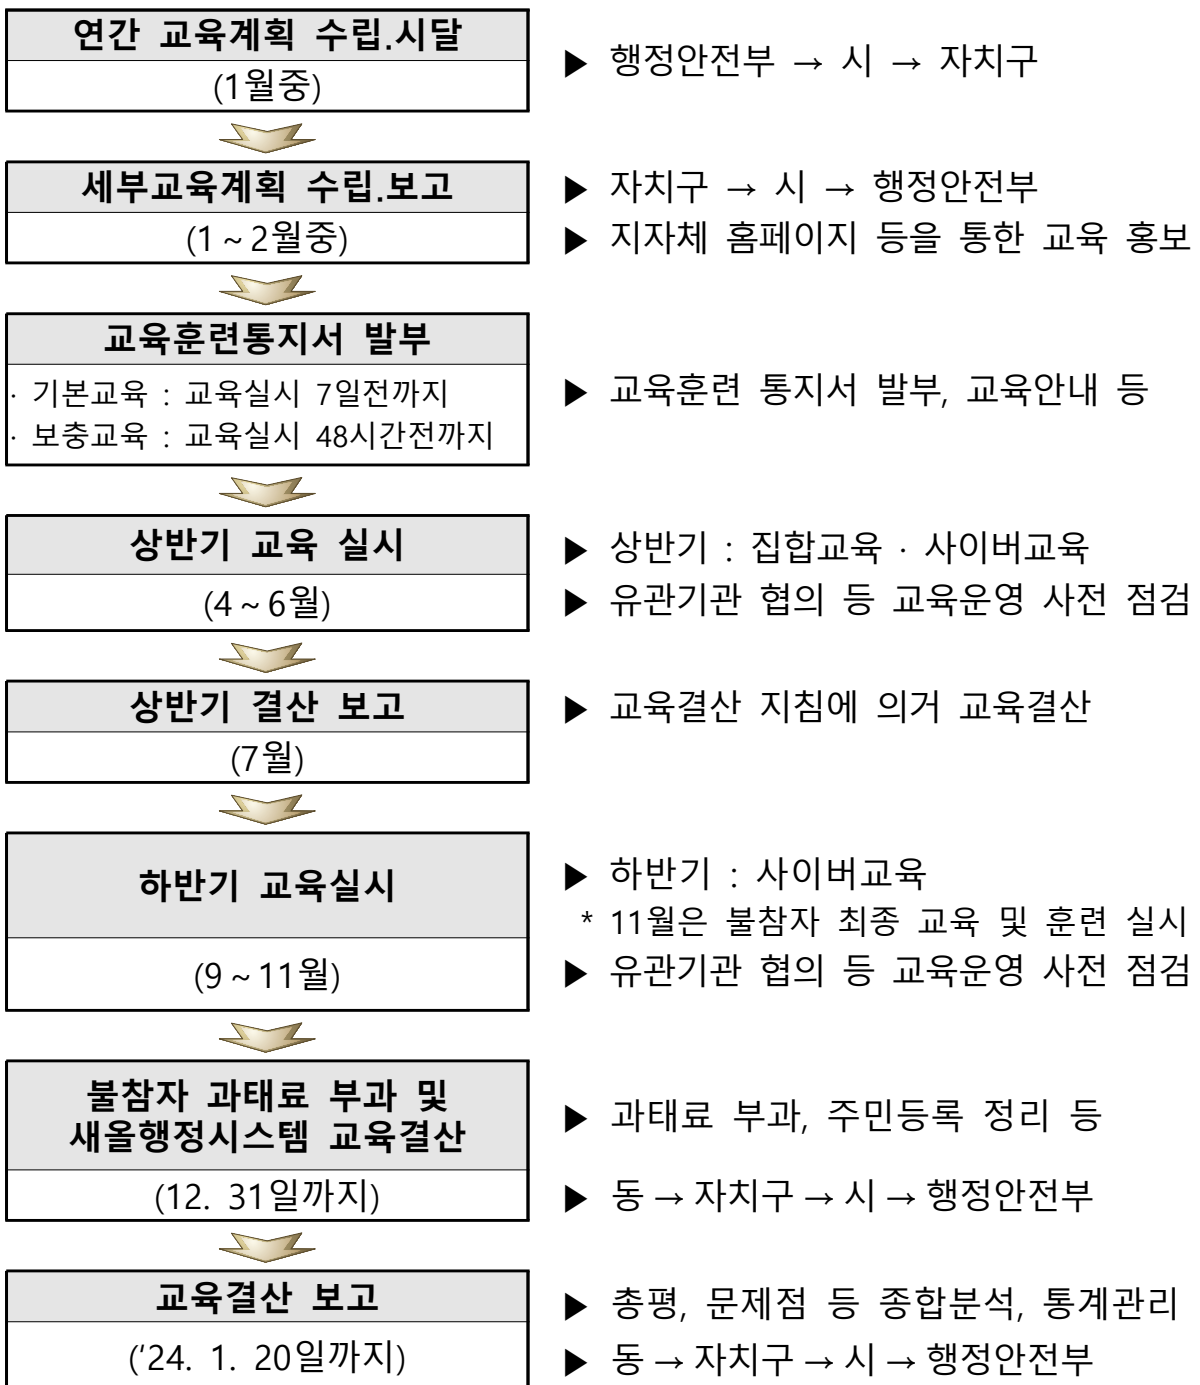 연간 교육계획 수립.시달
(1월중)
▶ 행정안전부 → 시 → 자치구
세부교육계획 수립.보고
(1~2월중)
▶ 자치구 → 시 → 행정안전부
▶ 지자체 홈페이지 등을 통한 교육 홍보
교육훈련통지서 발부
· 기본교육 : 교육실시 7일전까지
· 보충교육 : 교육실시 48시간전까지
▶ 교육훈련 통지서 발부, 교육안내 등
상반기 교육 실시
(4~6월)
▶ 상반기 : 집합교육 · 사이버교육
▶ 유관기관 협의 등 교육운영 사전 점검
상반기 결산 보고
(7월)
▶ 교육결산 지침에 의거 교육결산
하반기 교육실시
(9~11월)
▶ 하반기 : 사이버교육
* 11월은 불참자 최종 교육 및 훈련 실시
▶ 유관기관 협의 등 교육운영 사전 점검
불참자 과태료 부과 및
새올행정시스템 교육결산
(12. 31일까지)
▶ 과태료 부과, 주민등록 정리 등
▶ 동 → 자치구 → 시 → 행정안전부
교육결산 보고
('24. 1. 20일까지)
▶ 총평, 문제점 등 종합분석, 통계관리
▶ 동 → 자치구 → 시 → 행정안전부